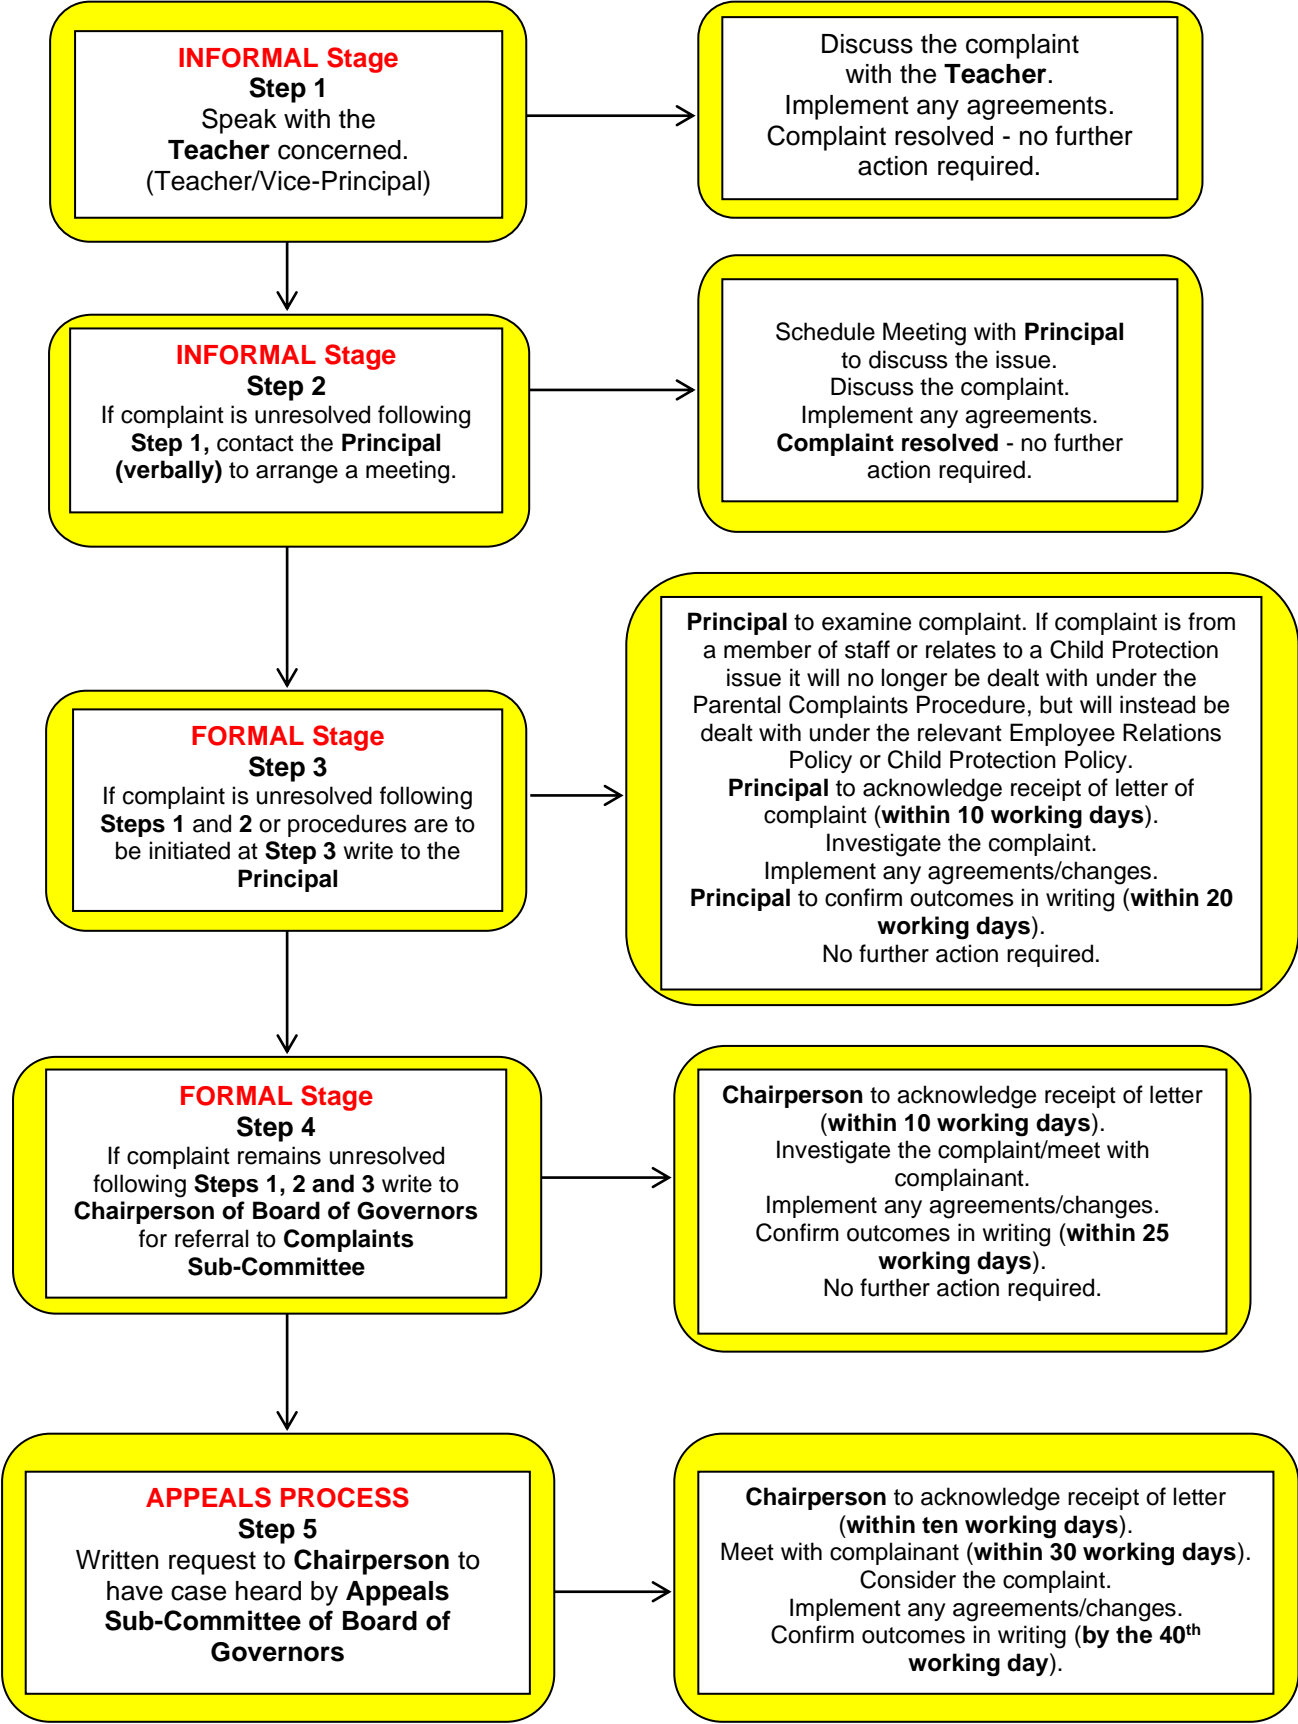 INFORMAL Stage
Step 1
Speak with the
Teacher concerned.
(Teacher/Vice-Principal)
Discuss the complaint
with the Teacher.
Implement any agreements.
Complaint resolved - no further
action required.
INFORMAL Stage
Step 2
If complaint is unresolved following
Step 1, contact the Principal
(verbally) to arrange a meeting.
Schedule Meeting with Principal
to discuss the issue.
Discuss the complaint.
Implement any agreements.
Complaint resolved - no further
action required.
FORMAL Stage
Step 3
If complaint is unresolved following
Steps 1 and 2 or procedures are to
be initiated at Step 3 write to the
Principal
Principal to examine complaint. If complaint is from
a member of staff or relates to a Child Protection
issue it will no longer be dealt with under the
Parental Complaints Procedure, but will instead be
dealt with under the relevant Employee Relations
Policy or Child Protection Policy.
Principal to acknowledge receipt of letter of
complaint (within 10 working days).
Investigate the complaint.
Implement any agreements/changes.
Principal to confirm outcomes in writing (within 20
working days).
No further action required.
FORMAL Stage
Step 4
If complaint remains unresolved
following Steps 1, 2 and 3 write to
Chairperson of Board of Governors
for referral to Complaints
Sub-Committee
Chairperson to acknowledge receipt of letter
(within 10 working days).
Investigate the complaint/meet with
complainant.
Implement any agreements/changes.
Confirm outcomes in writing (within 25
working days).
No further action required.
APPEALS PROCESS
Step 5
Written request to Chairperson to
have case heard by Appeals
Sub-Committee of Board of
Governors
Chairperson to acknowledge receipt of letter
(within ten working days).
Meet with complainant (within 30 working days).
Consider the complaint.
Implement any agreements/changes.
Confirm outcomes in writing (by the 40th
working day).